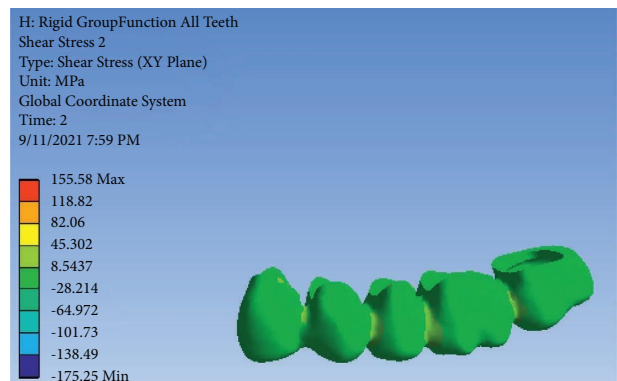 H: Rigid GroupFunction All Teeth
Shear Stress 2
Type: Shear Stress (XY Plane)
Unit: MPa
Global Coordinate System
Time: 2
9/11/2021 7:59 PM
155.58 Max
118.82
82.06
45.302
8.5437
-28.214
-64.972
-101.73
-138.49
-175.25 Min